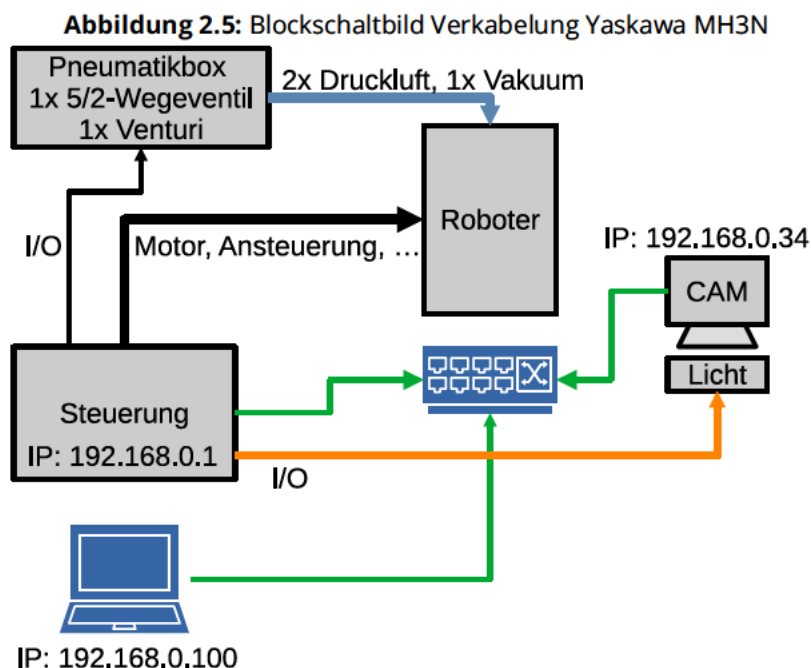 Abbildung 2.5: Blockschaltbild Verkabelung Yaskawa MH3N
Pneumatikbox
1x 5/2-Wegeventil
1x Venturi
2x Druckluft, 1x Vakuum
Roboter
I/O
Motor, Ansteuerung, …
IP: 192.168.0.34
CAM
Licht
Steuerung
IP: 192.168.0.1
I/O
IP: 192.168.0.100